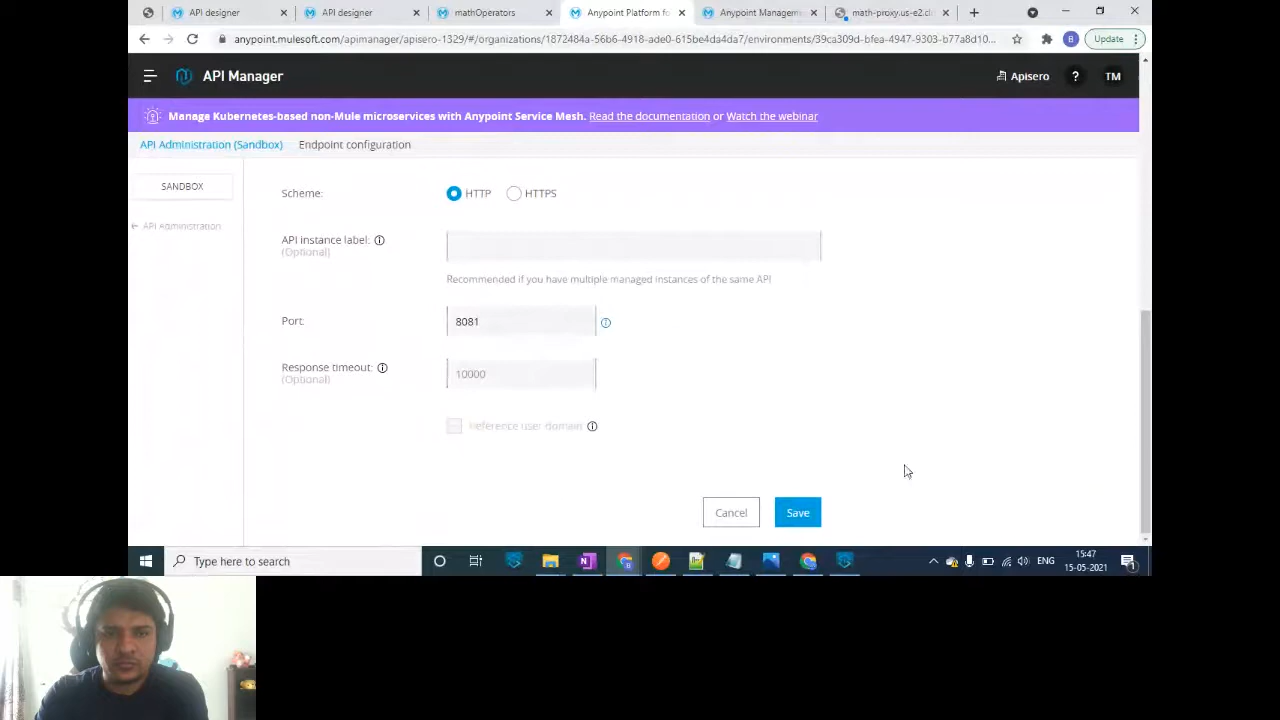 API designer
API designer
mathOperators
Anypoint Platform fo
Anypoint Managem
math-proxy.us-e2.cl
anypoint.mulesoft.com/apimanager/apisero-1329/#/organizations/1872484a-56b6-4918-ade0-615be4da4da7/environments/39ca309d-bfea-4947-9303-b77a8d10...
Update
API Manager
Apisero
?
TM
Manage Kubernetes-based non-Mule microservices with Anypoint Service Mesh. Read the documentation or Watch the webinar
API Administration (Sandbox) Endpoint configuration
SANDBOX
API Administration
Scheme:
HTTP
HTTPS
API instance label:
(Optional)
Recommended if you have multiple managed instances of the same API
Port:
8081
Response timeout:
(Optional)
10000
Reference user domain
Cancel
Save
Type here to search
ENG
15:47
15-05-2021
1